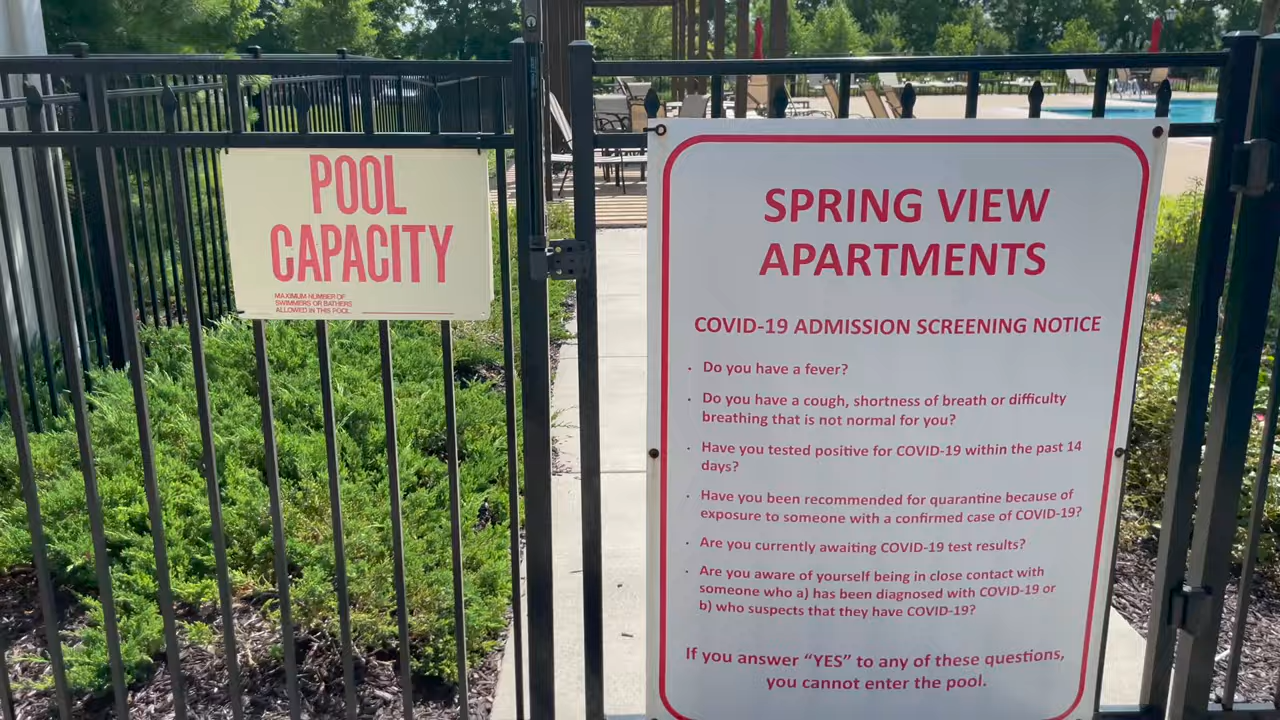 POOL
CAPACITY
MAXIMUM NUMBER OF
SWIMMERS OR BATHERS
ALLOWED IN THIS POOL
SPRING VIEW
APARTMENTS
COVID-19 ADMISSION SCREENING NOTICE
· Do you have a fever?
· Do you have a cough, shortness of breath or difficulty
breathing that is not normal for you?
· Have you tested positive for COVID-19 within the past 14
days?
· Have you been recommended for quarantine because of
exposure to someone with a confirmed case of COVID-19?
· Are you currently awaiting COVID-19 test results?
· Are you aware of yourself being in close contact with
someone who a) has been diagnosed with COVID-19 or
b) who suspects that they have COVID-19?
If you answer “YES” to any of these questions,
you cannot enter the pool.